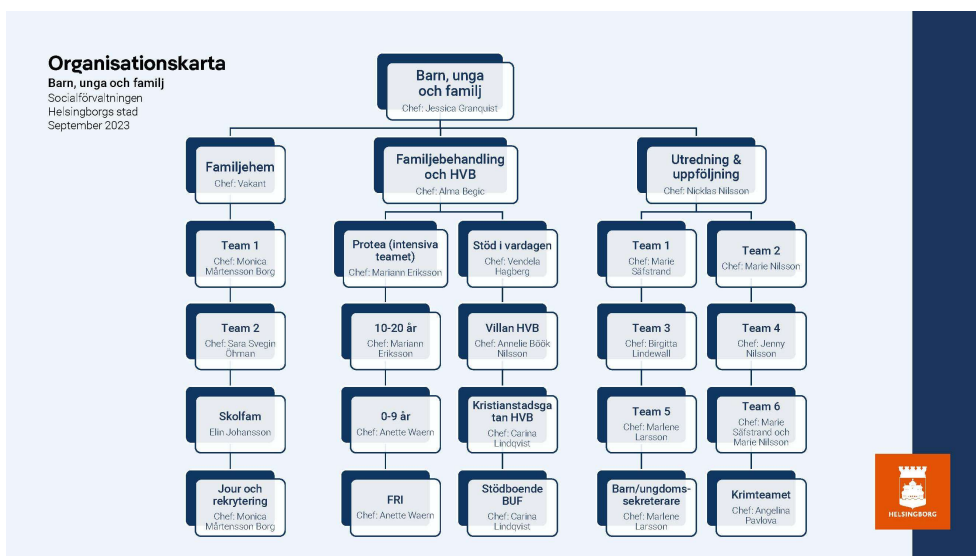 Organisationskarta
Barn, unga och familj
Socialförvaltningen
Helsingborgs stad
September 2023
Barn, unga
och familj
Chef: Jessica Granquist
Familjehem
Chef: Vakant
Familjebehandling
och HVB
Chef: Alma Begic
Utredning &
uppföljning
Chef: Nicklas Nilsson
Team 1
Chef: Monica
Mårtensson Borg
Protea (intensiva
teamet)
Chef: Mariann Eriksson
Stöd i vardagen
Chef: Vendela
Hagberg
Team 1
Chef: Marie
Säfstrand
Team 2
Chef: Marie Nilsson
Team 2
Chef: Sara Svegin
Öhman
10-20 år
Chef: Mariann
Eriksson
Villan HVB
Chef: Annelie Böök
Nilsson
Team 3
Chef: Birgitta
Lindewall
Team 4
Chef: Jenny
Nilsson
Skolfam
Elin Johansson
0-9 år
Chef: Anette Waern
Kristianstadsga
tan HVB
Chef: Carina
Lindqvist
Team 5
Chef: Marlene
Larsson
Team 6
Chef: Marie
Säfstrand och
Marie Nilsson
Jour och
rekrytering
Chef: Monica
Mårtensson Borg
FRI
Chef: Anette Waern
Stödboende
BUF
Chef: Carina
Lindqvist
Barn/ungdoms-
sekreterare
Chef: Marlene
Larsson
Krimteamet
Chef: Angelina
Pavlova
HELSINGBORG